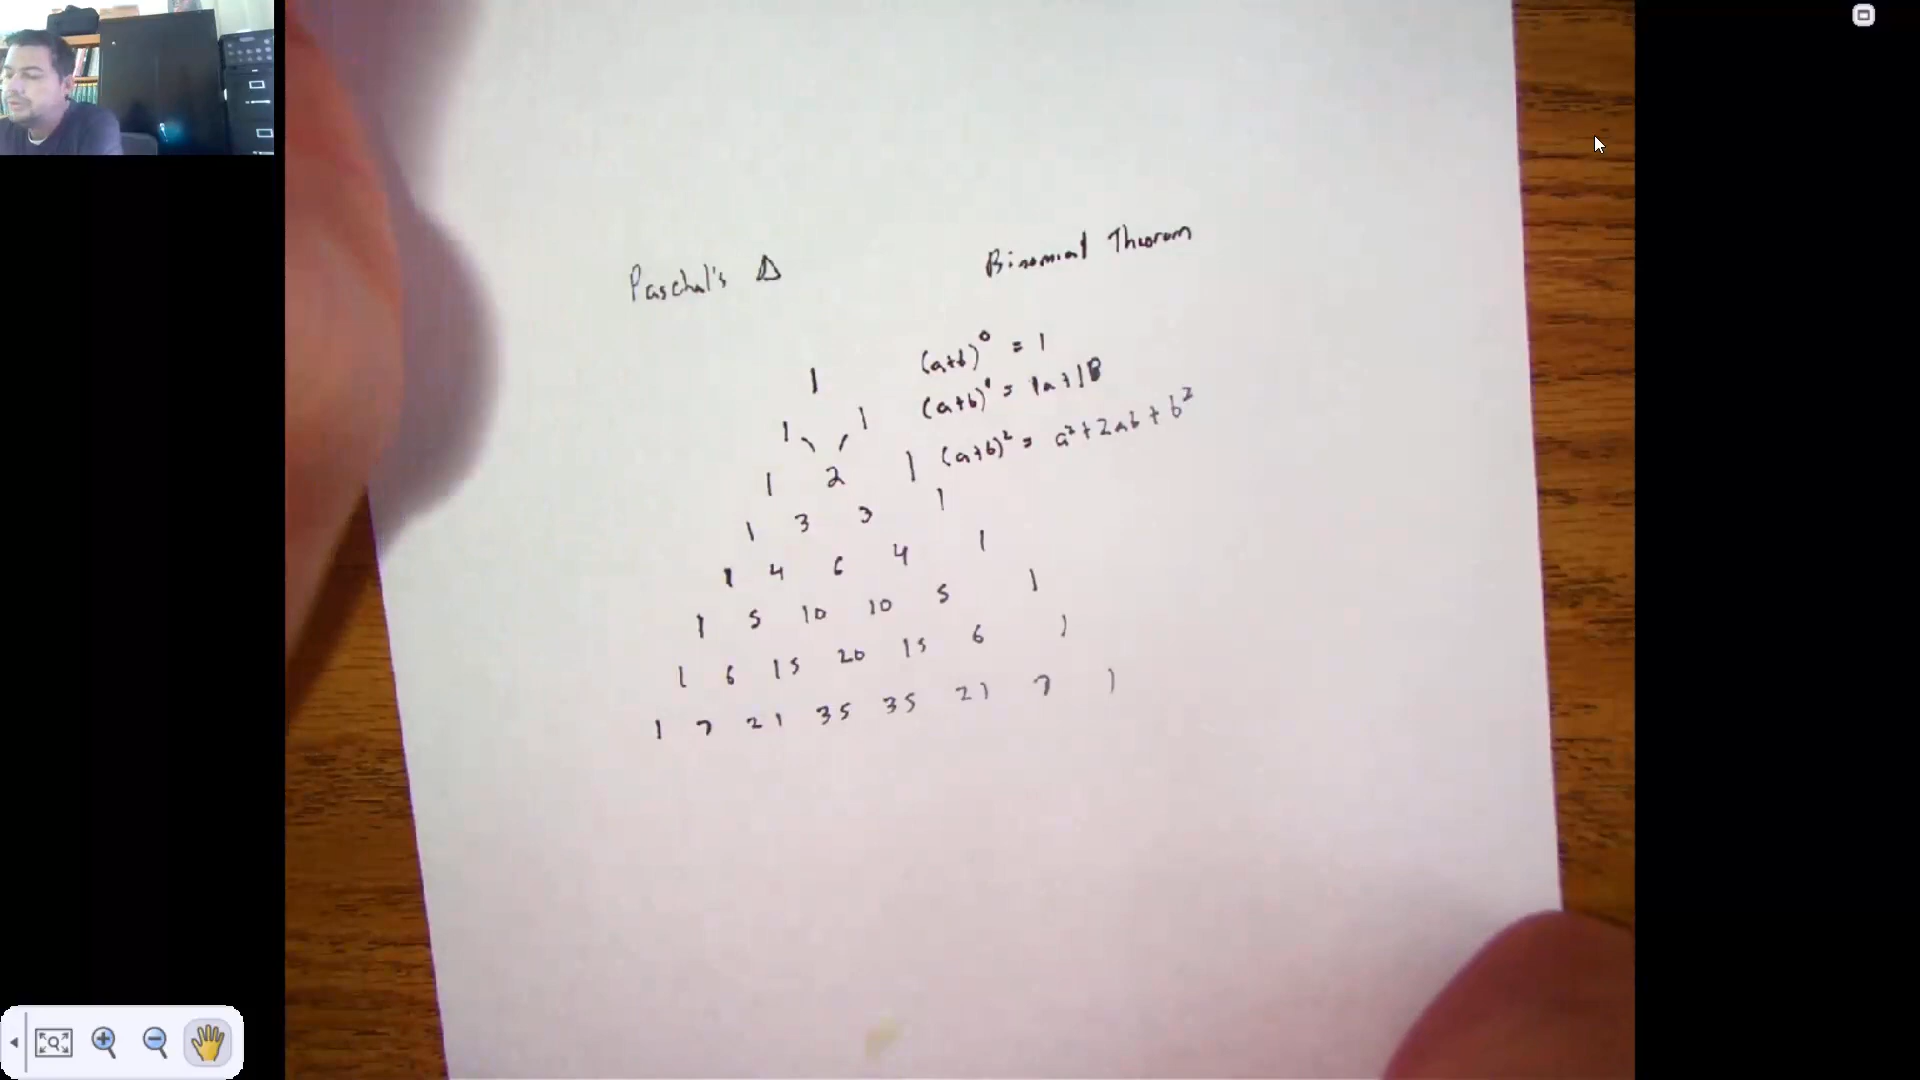 Paschal's Δ
Binomial Theorem
1 (a+b)⁰ = 1
1 1 (a+b)¹ = 1a+1B
1 2 1 (a+b)² = a²+2ab+b²
1 3 3 1
1 4 6 4 1
1 5 10 10 5 1
1 6 15 20 15 6 1
1 7 21 35 35 21 7 1